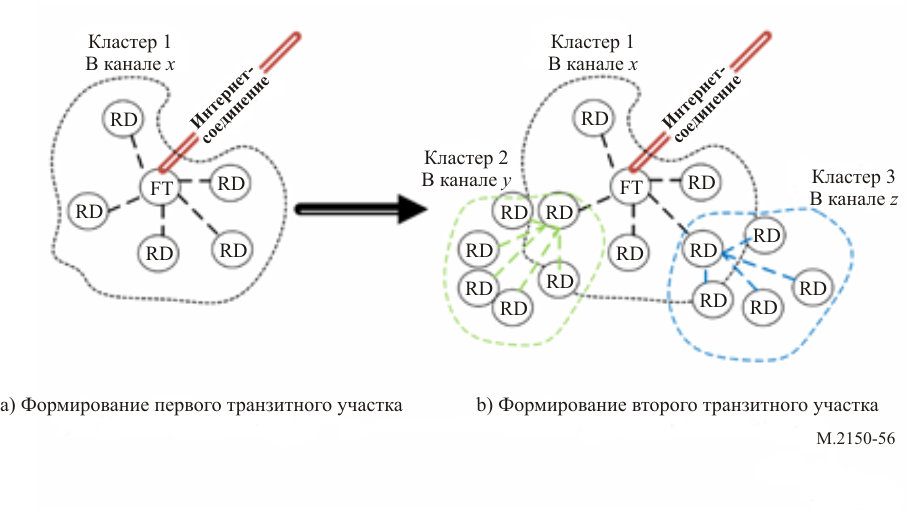 Кластер 1
В канале x
Интернет-
соединение
RD
FT
RD
RD
RD
RD
Кластер 1
В канале x
Интернет-
соединение
Кластер 2
В канале y
Кластер 3
В канале z
RD
FT
RD
RD
RD
RD
RD
RD
RD
RD
RD
RD
RD
RD
RD
RD
a) Формирование первого транзитного участка
b) Формирование второго транзитного участка
M.2150-56